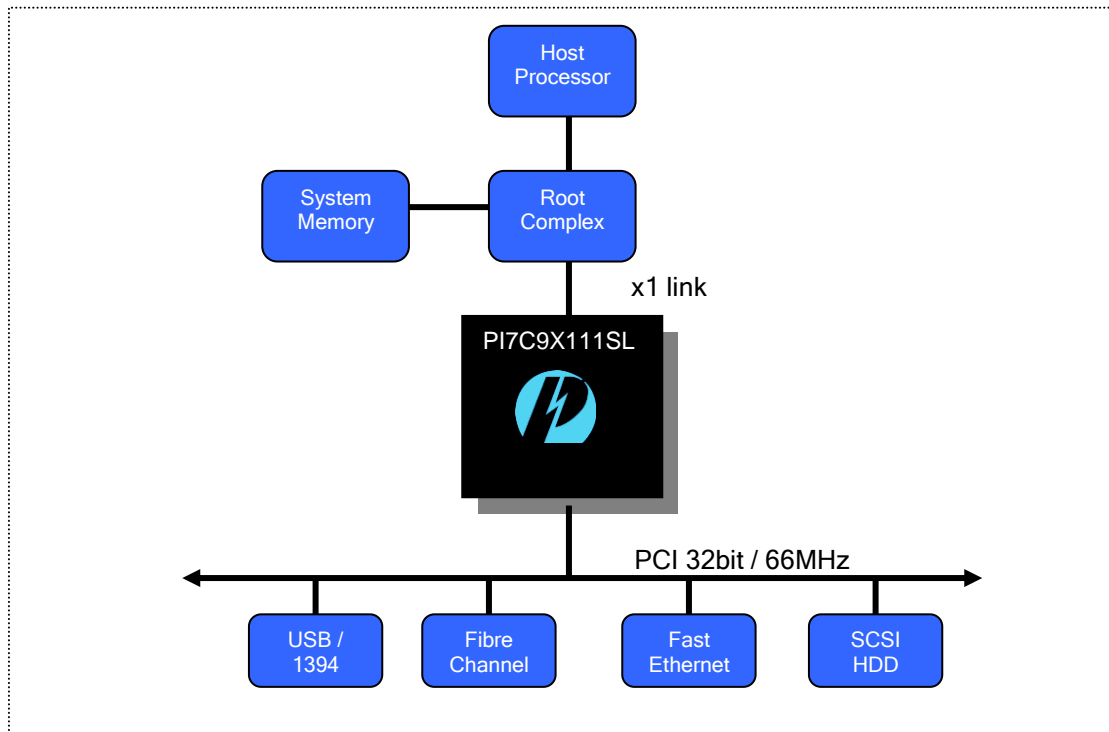 Host
Processor
System
Memory
Root
Complex
x1 link
PI7C9X111SL
PCI 32bit / 66MHz
USB /
1394
Fibre
Channel
Fast
Ethernet
SCSI
HDD